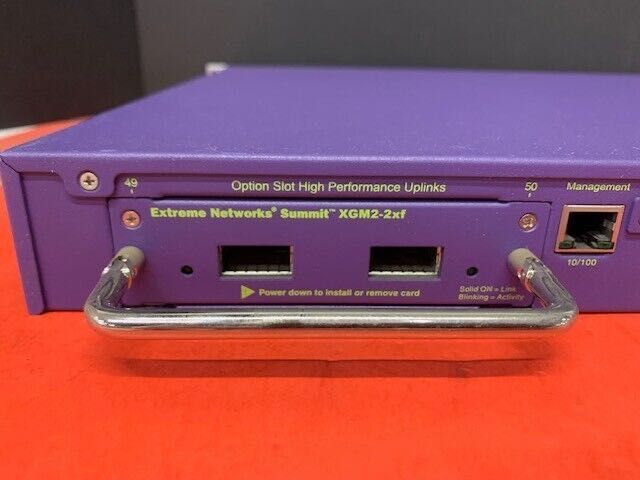 49 Option Slot High Performance Uplinks 50 Management
Extreme Networks® Summit™ XGM2-2xf
10/100
Power down to install or remove card
Solid ON = Link
Blinking = Activity